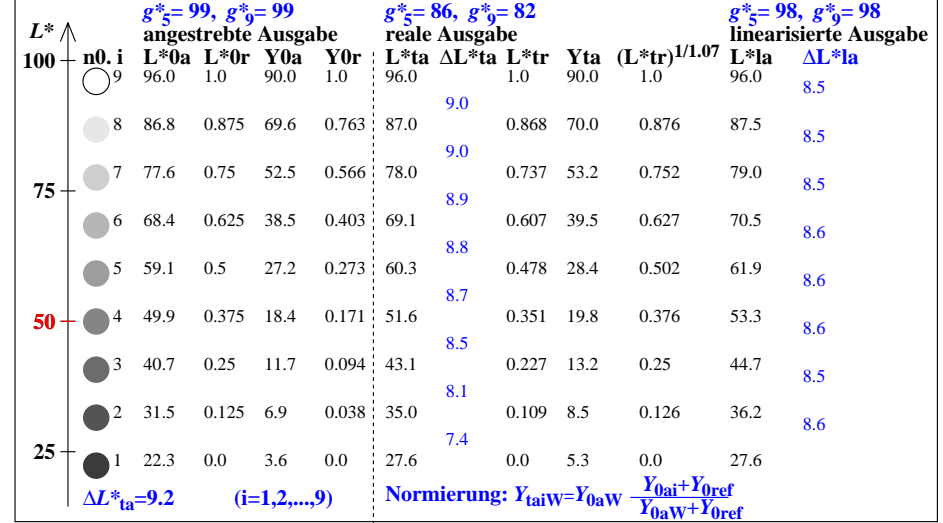 g*5= 99, g*9= 99 g*5= 86, g*9= 82 g*5= 98, g*9= 98
L* angestrebte Ausgabe reale Ausgabe linearisierte Ausgabe
100 n0. i L*0a L*0r Y0a Y0r L*ta ΔL*ta L*tr Yta (L*tr)1/1.07 L*la ΔL*la
9 96.0 1.0 90.0 1.0 96.0 1.0 90.0 1.0 96.0
9.0 8.5
8 86.8 0.875 69.6 0.763 87.0 0.868 70.0 0.876 87.5
9.0 8.5
7 77.6 0.75 52.5 0.566 78.0 0.737 53.2 0.752 79.0
75 8.9 8.5
6 68.4 0.625 38.5 0.403 69.1 0.607 39.5 0.627 70.5
8.8 8.6
5 59.1 0.5 27.2 0.273 60.3 0.478 28.4 0.502 61.9
8.7 8.6
50 4 49.9 0.375 18.4 0.171 51.6 0.351 19.8 0.376 53.3
8.5 8.6
3 40.7 0.25 11.7 0.094 43.1 0.227 13.2 0.25 44.7
8.1 8.5
2 31.5 0.125 6.9 0.038 35.0 0.109 8.5 0.126 36.2
7.4 8.6
25 1 22.3 0.0 3.6 0.0 27.6 0.0 5.3 0.0 27.6
ΔL*ta=9.2 (i=1,2,...,9) Normierung: YtaiW=Y0aW Y0ai+Y0ref
Y0aW+Y0ref